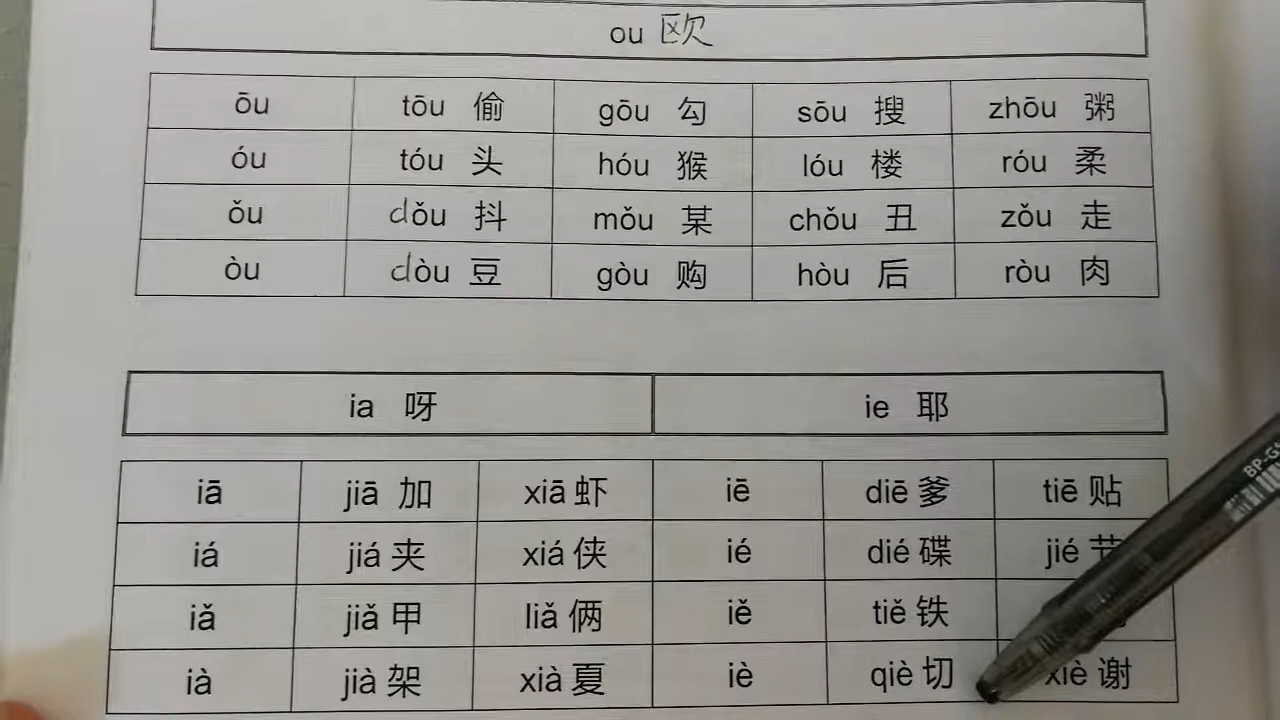 ou 欧
ōu tōu 偷 gōu 勾 sōu 搜 zhōu 粥
óu tóu 头 hóu 猴 lóu 楼 róu 柔
ǒu dǒu 抖 mǒu 某 chǒu 丑 zǒu 走
òu dòu 豆 gòu 购 hòu 后 ròu 肉
ia 呀 ie 耶
iā jiā 加 xiā 虾 iē diē 爹 tiē 贴
iá jiá 夹 xiá 侠 ié dié 碟 jié 节
iǎ jiǎ 甲 liǎ 俩 iě tiě 铁
ià jià 架 xià 夏 iè qiè 切 xiè 谢